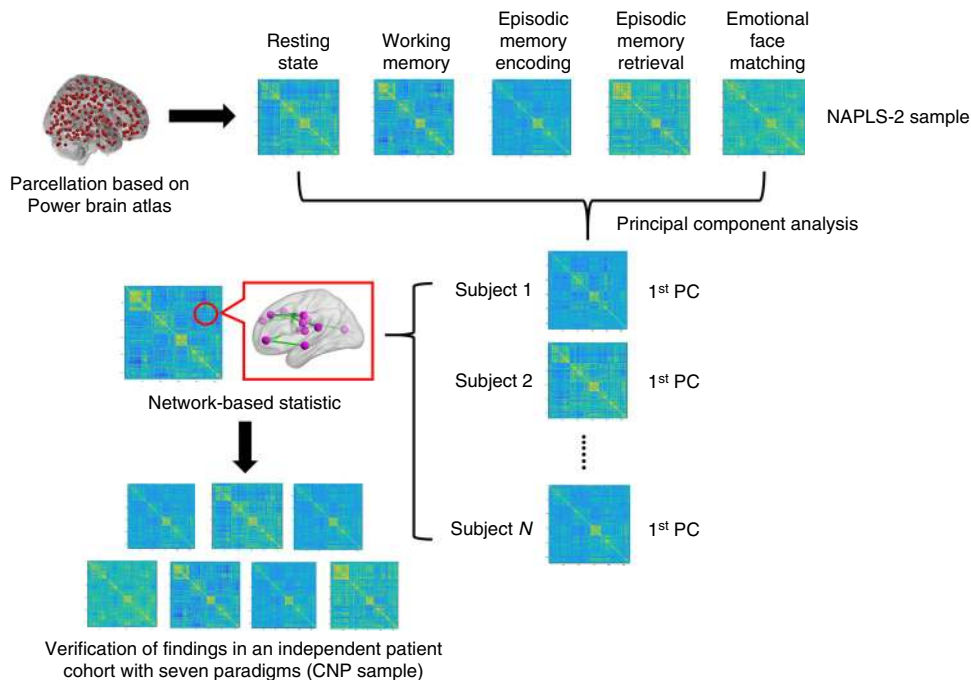 Resting
state
Working
memory
Episodic
memory
encoding
Episodic
memory
retrieval
Emotional
face
matching
NAPLS-2 sample
Parcellation based on
Power brain atlas
Principal component analysis
Subject 1
1st PC
Subject 2
1st PC
Subject N
1st PC
Network-based statistic
Verification of findings in an independent patient
cohort with seven paradigms (CNP sample)